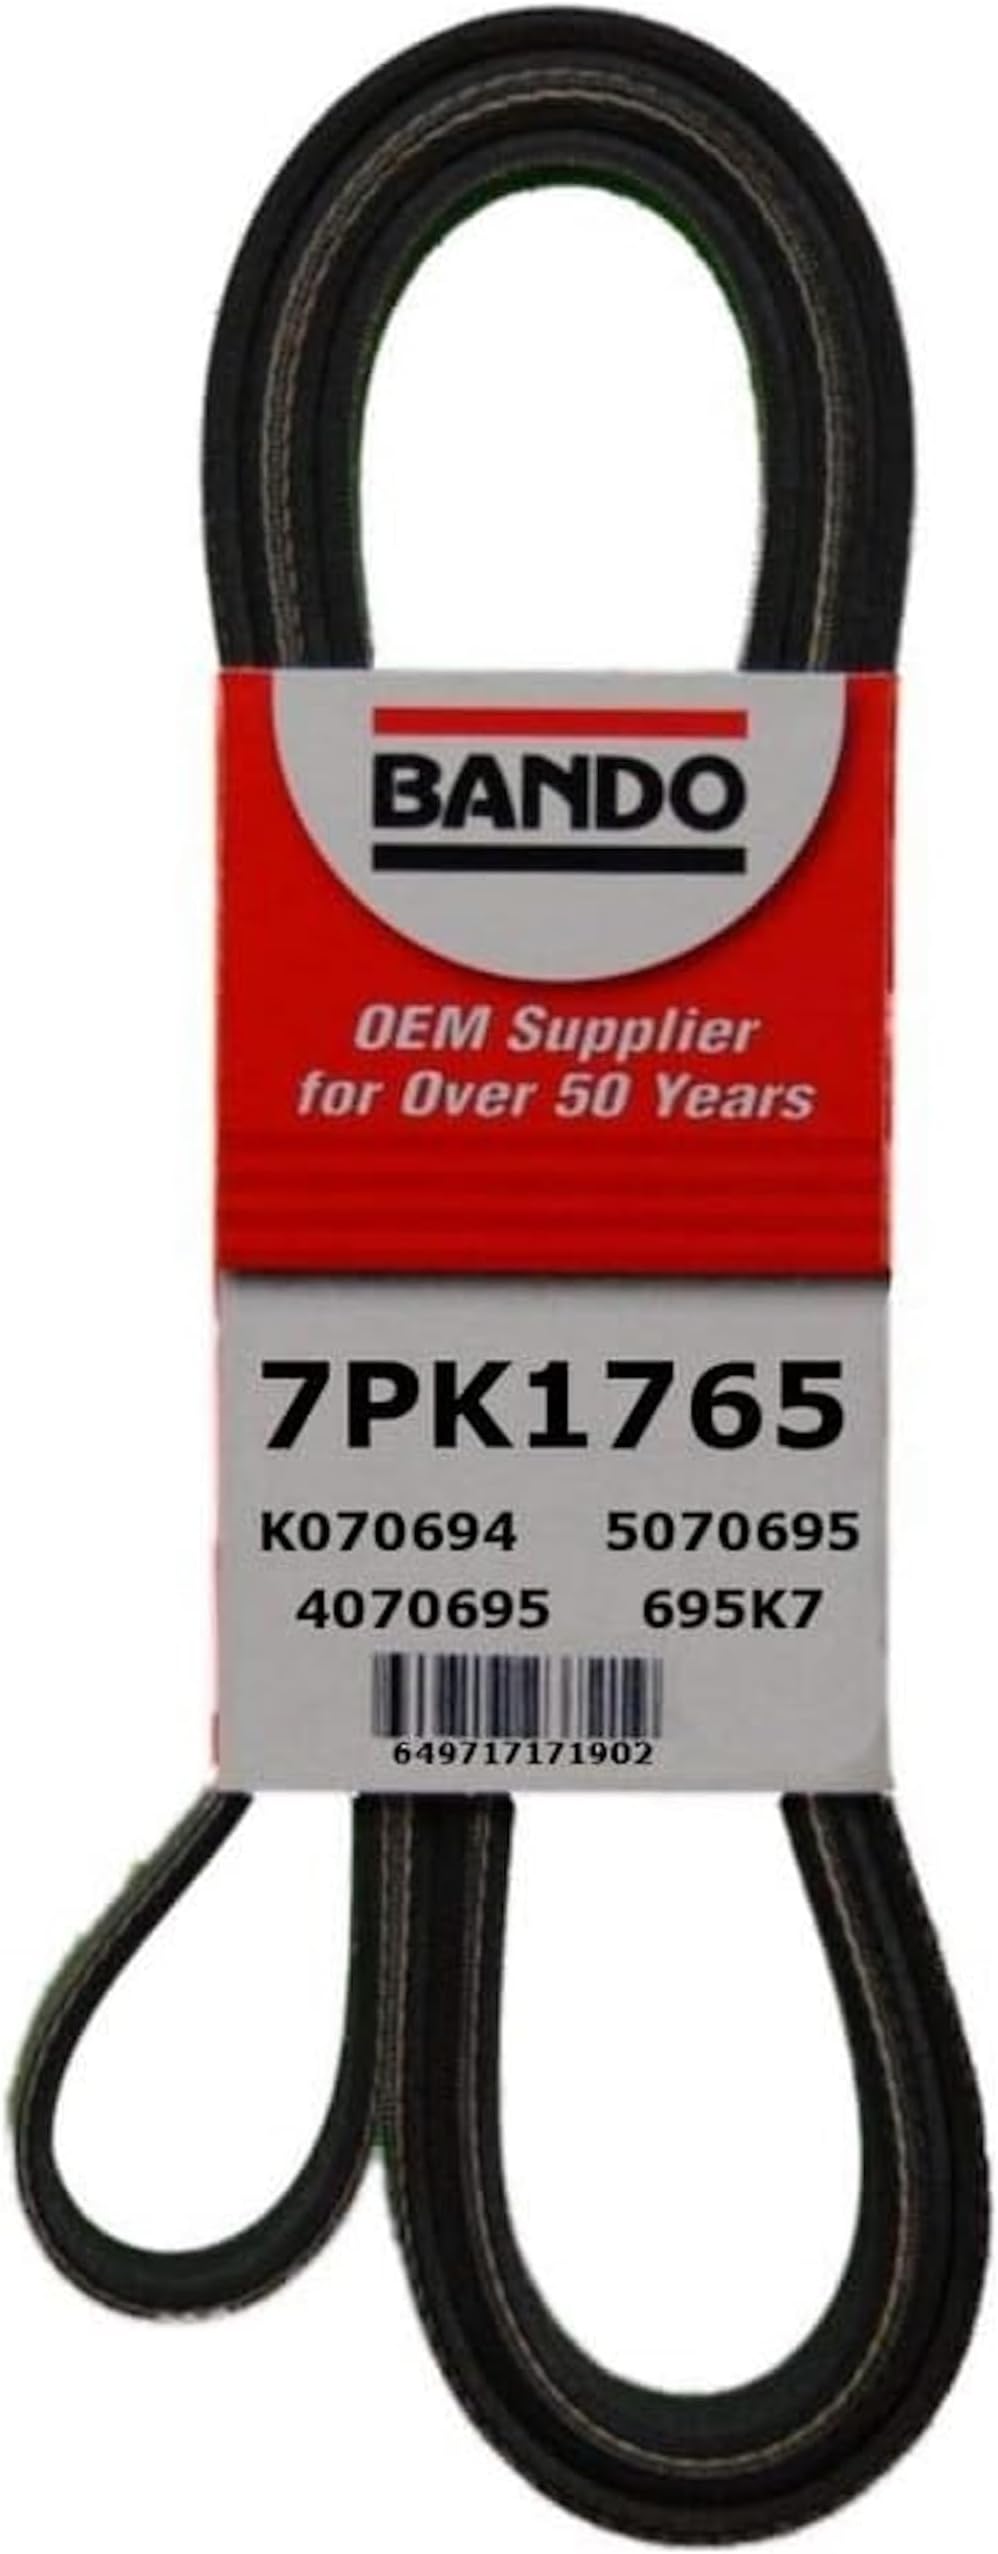 BANDO
OEM Supplier
for Over 50 Years
7PK1765
K070694 5070695
4070695 695K7
649717171902